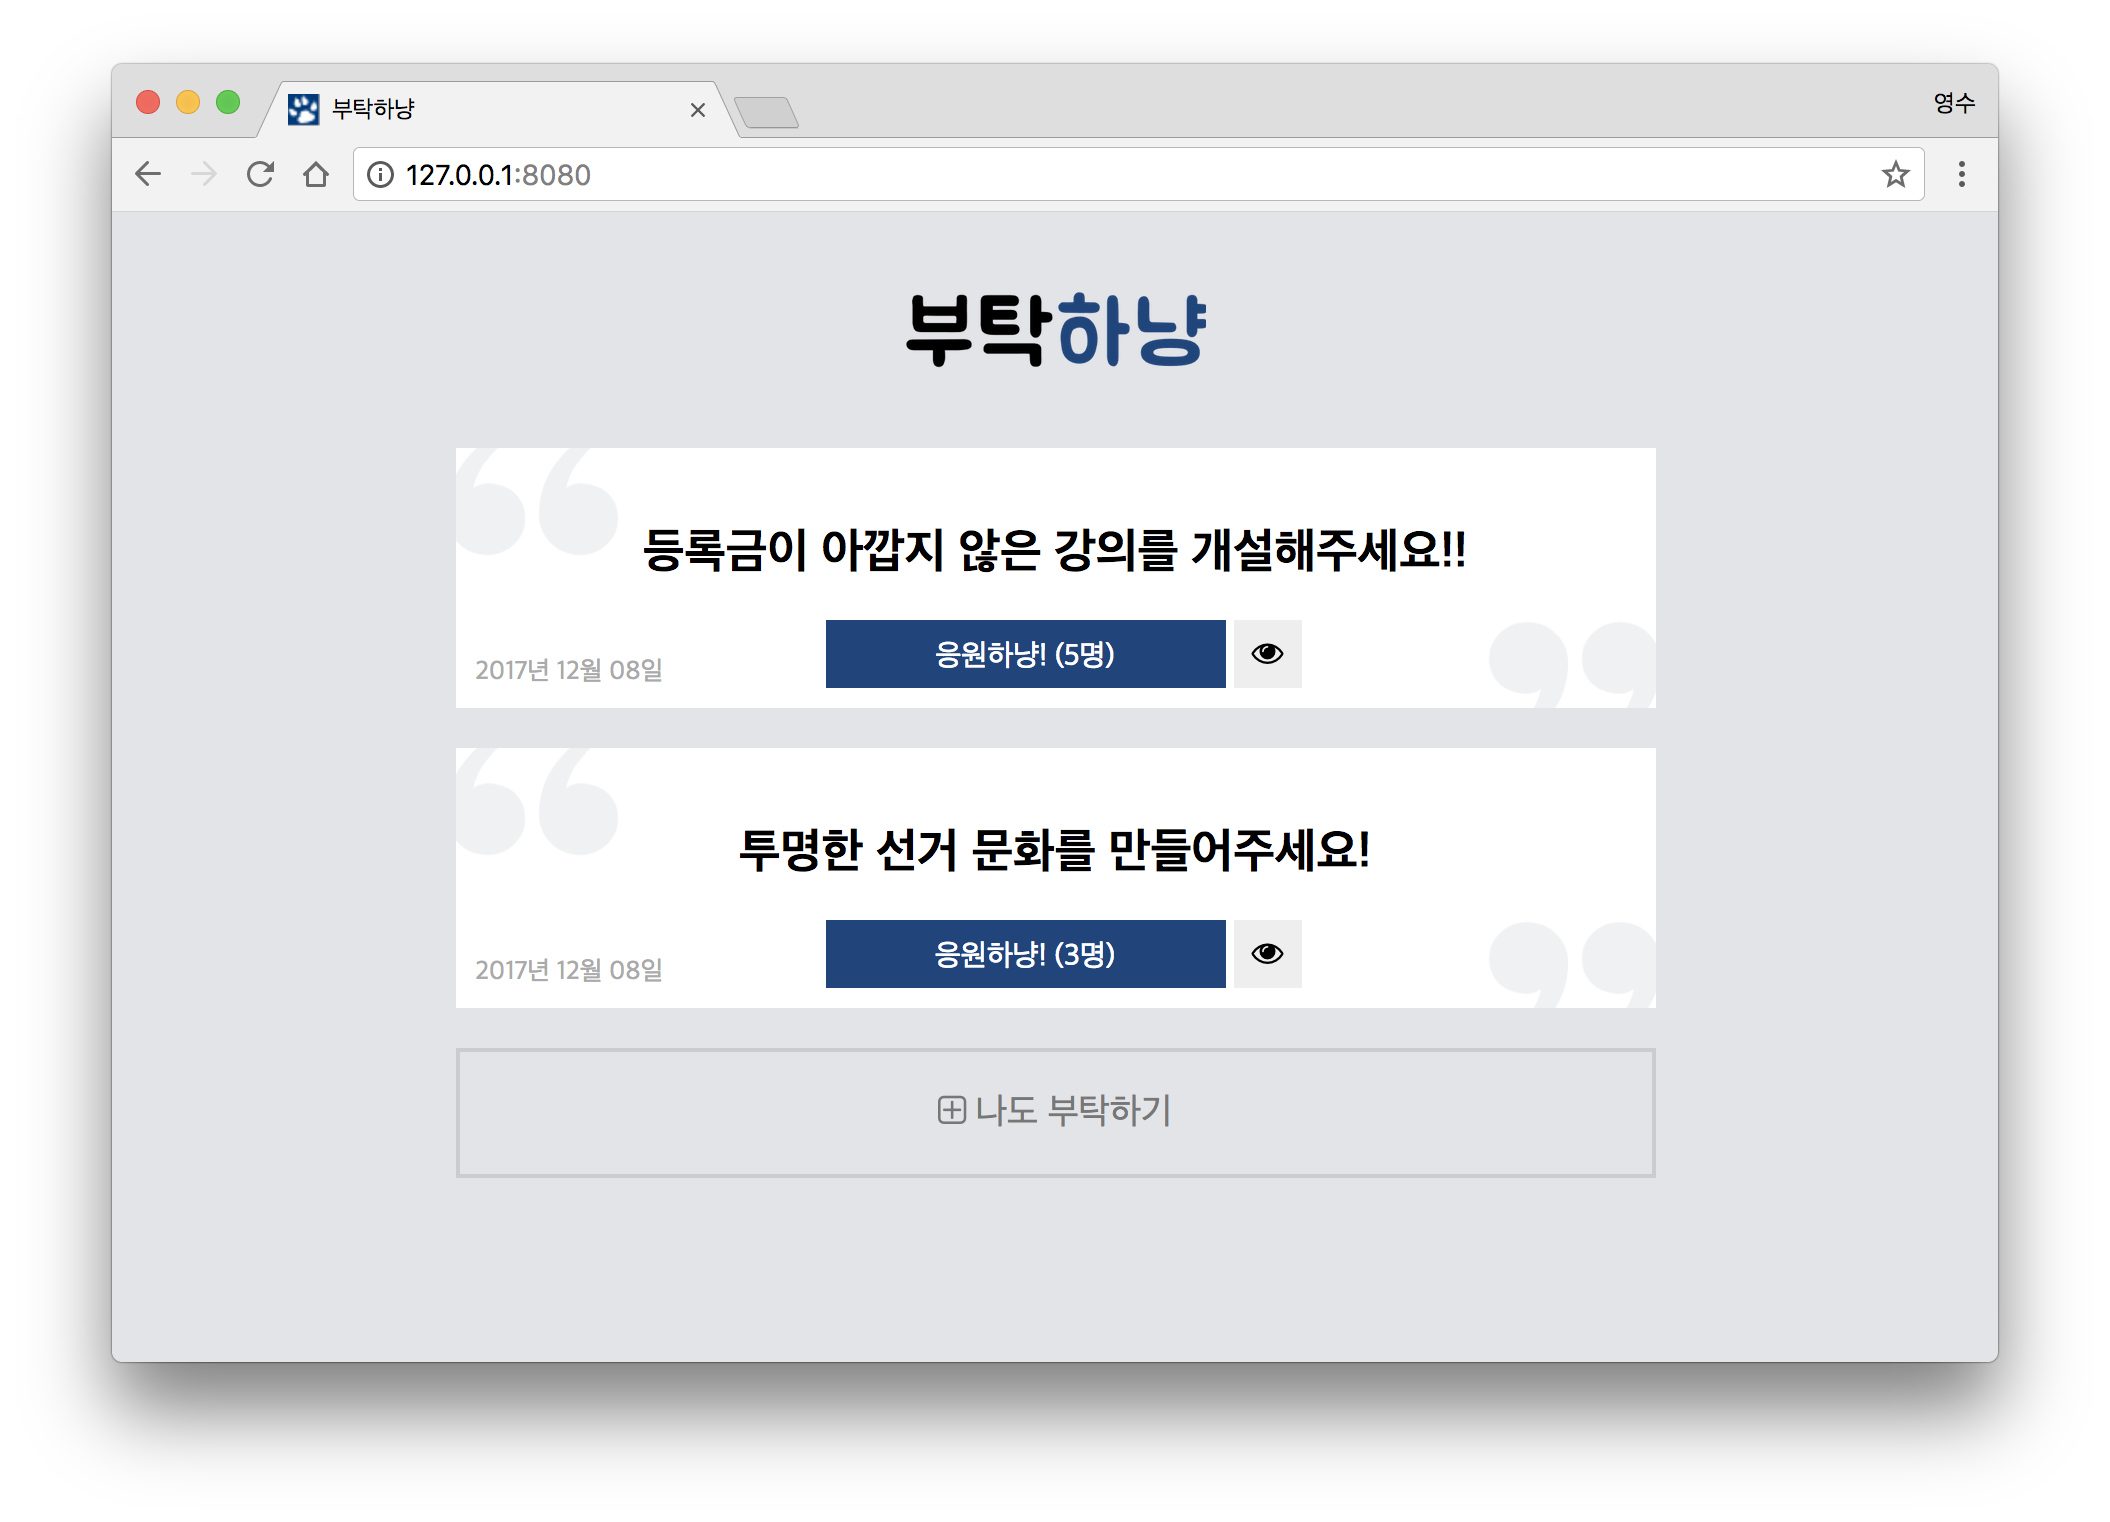 부탁하냥
영수
127.0.0.1:8080
부탁하냥
등록금이 아깝지 않은 강의를 개설해주세요!!
응원하냥! (5명)
2017년 12월 08일
투명한 선거 문화를 만들어주세요!
응원하냥! (3명)
2017년 12월 08일
나도 부탁하기